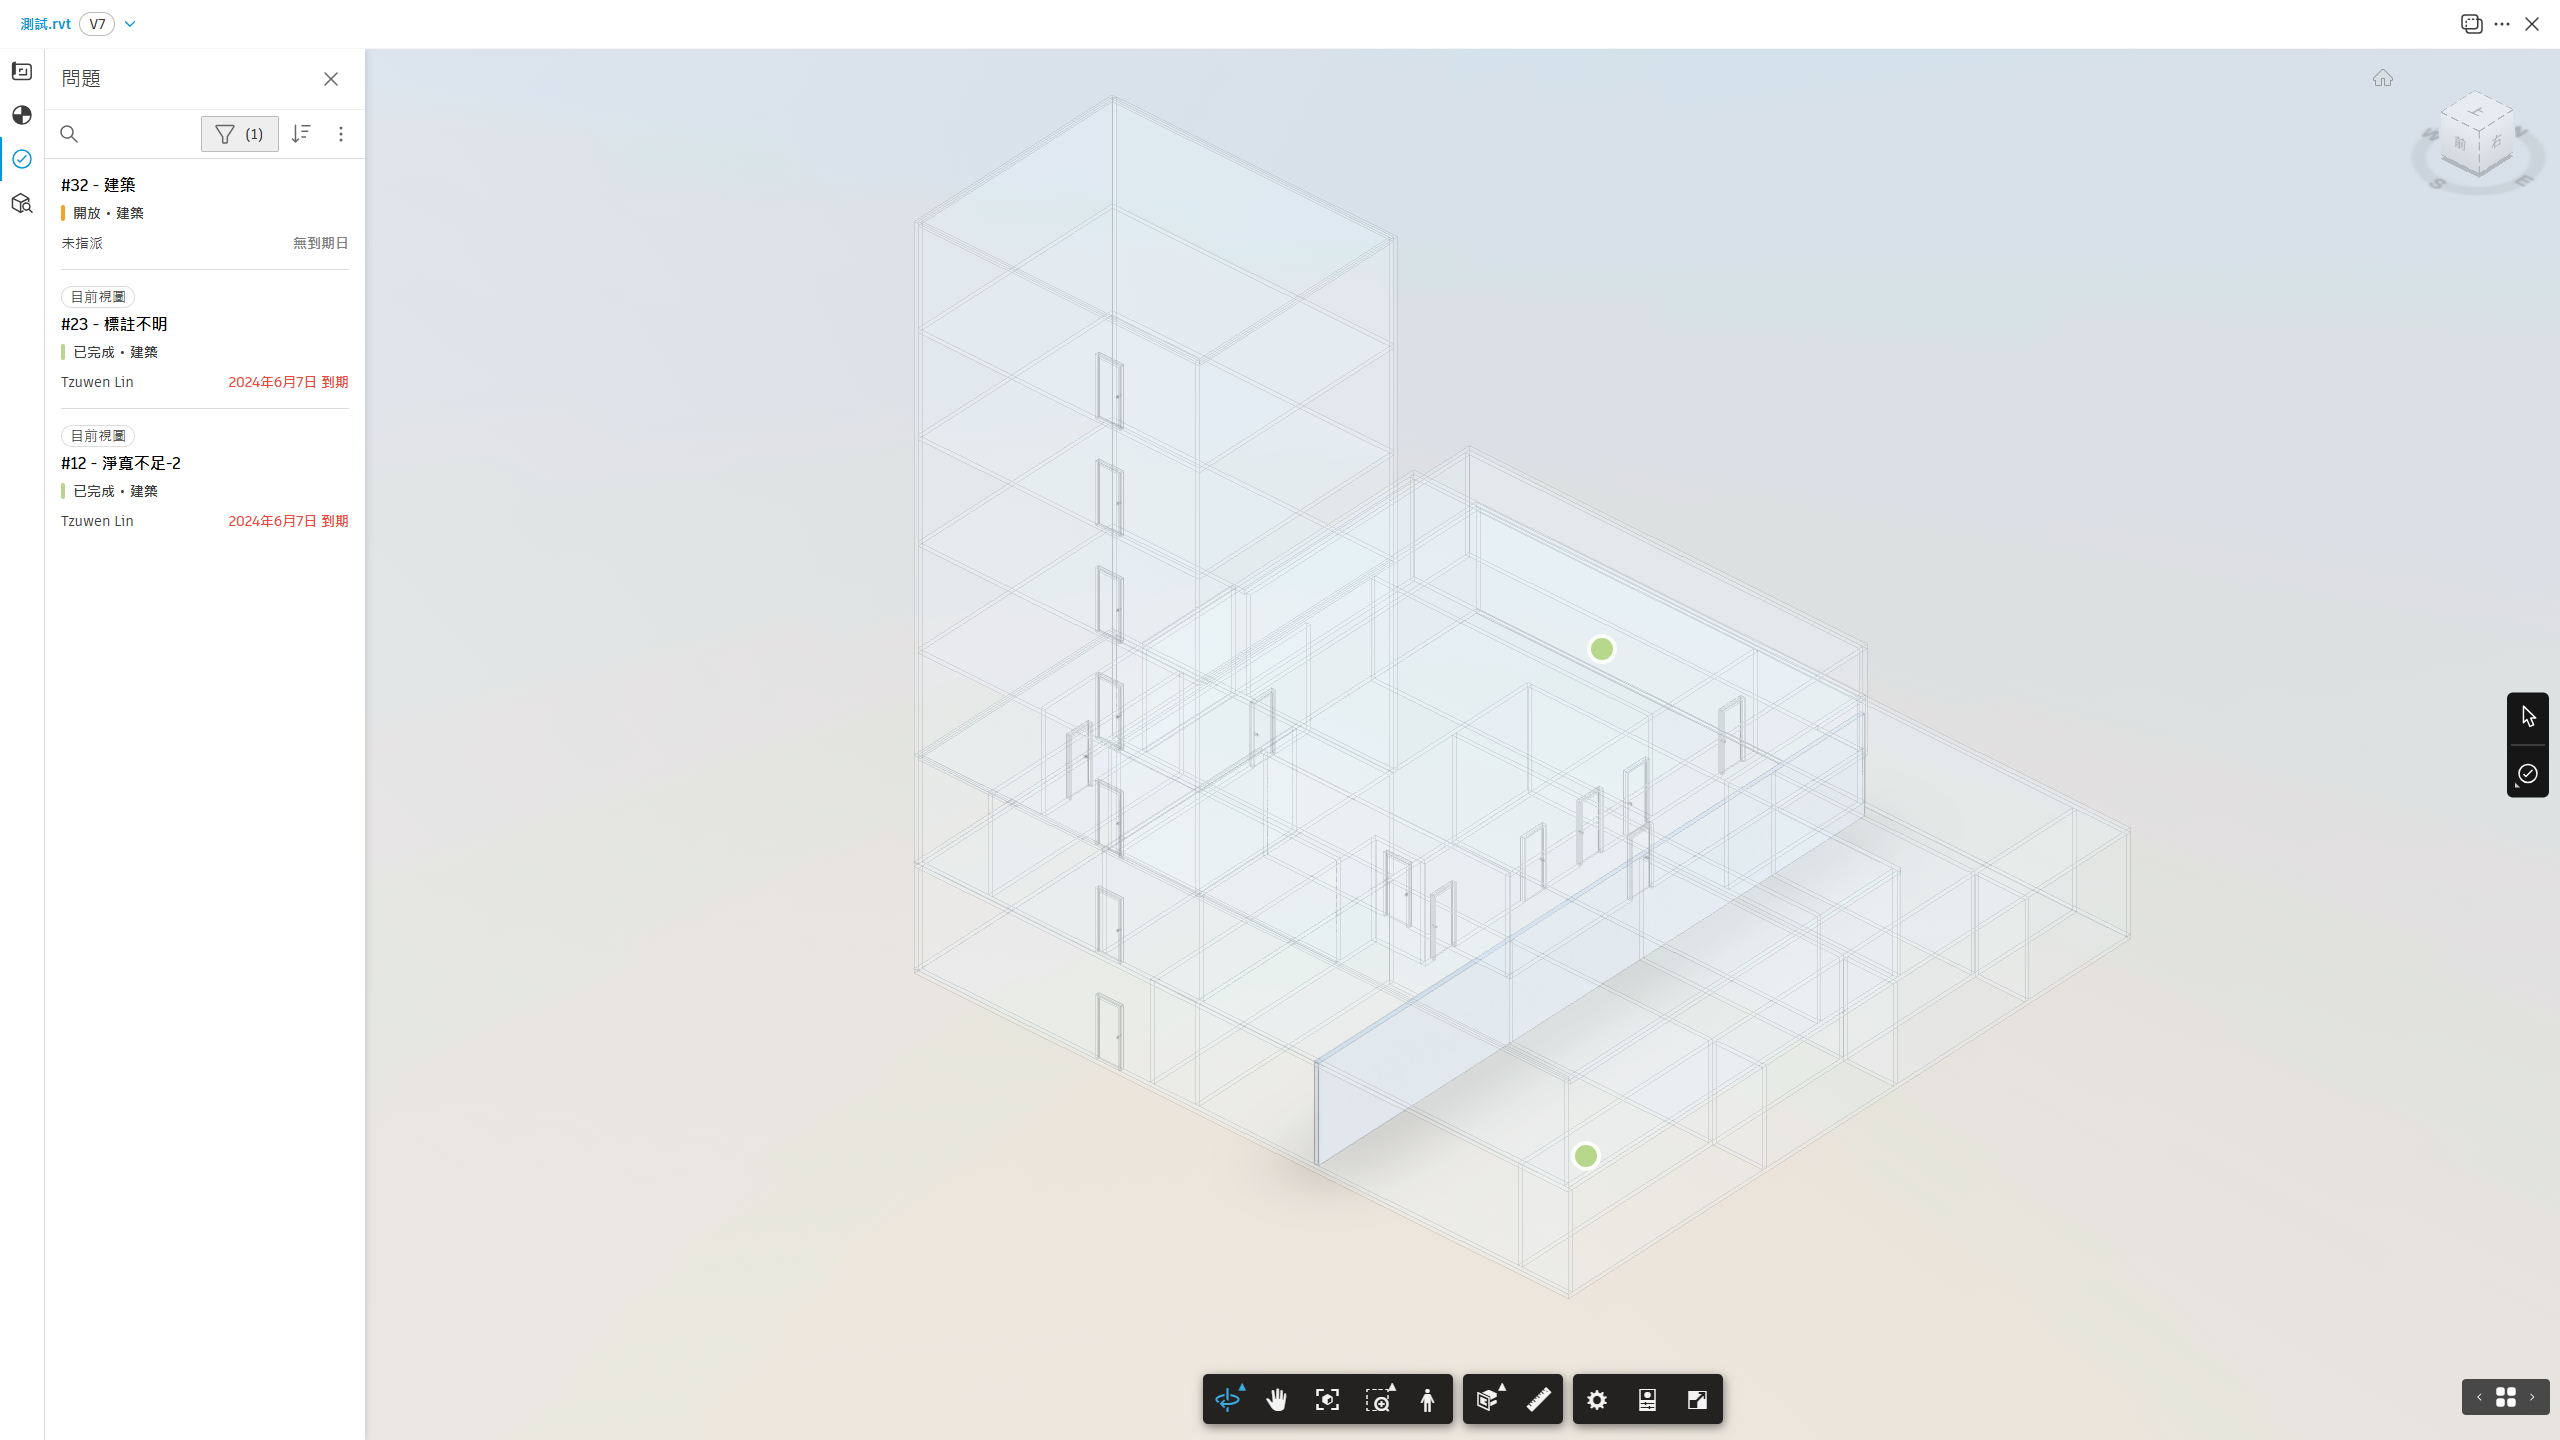 測試.rvt V7
問題
(1)
#32 - 建築
開放・建築
未指派 無到期日
目前視圖
#23 - 標註不明
已完成・建築
Tzuwen Lin 2024年6月7日 到期
目前視圖
#12 - 淨寬不足-2
已完成・建築
Tzuwen Lin 2024年6月7日 到期
上
前 右
W N
S E